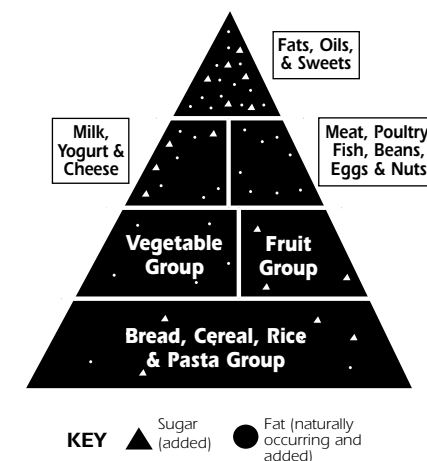 Fats, Oils,
& Sweets
Milk,
Yogurt &
Cheese
Meat, Poultry
Fish, Beans,
Eggs & Nuts
Vegetable
Group
Fruit
Group
Bread, Cereal, Rice
& Pasta Group
KEY
Sugar
(added)
Fat (naturally
occurring and
added)